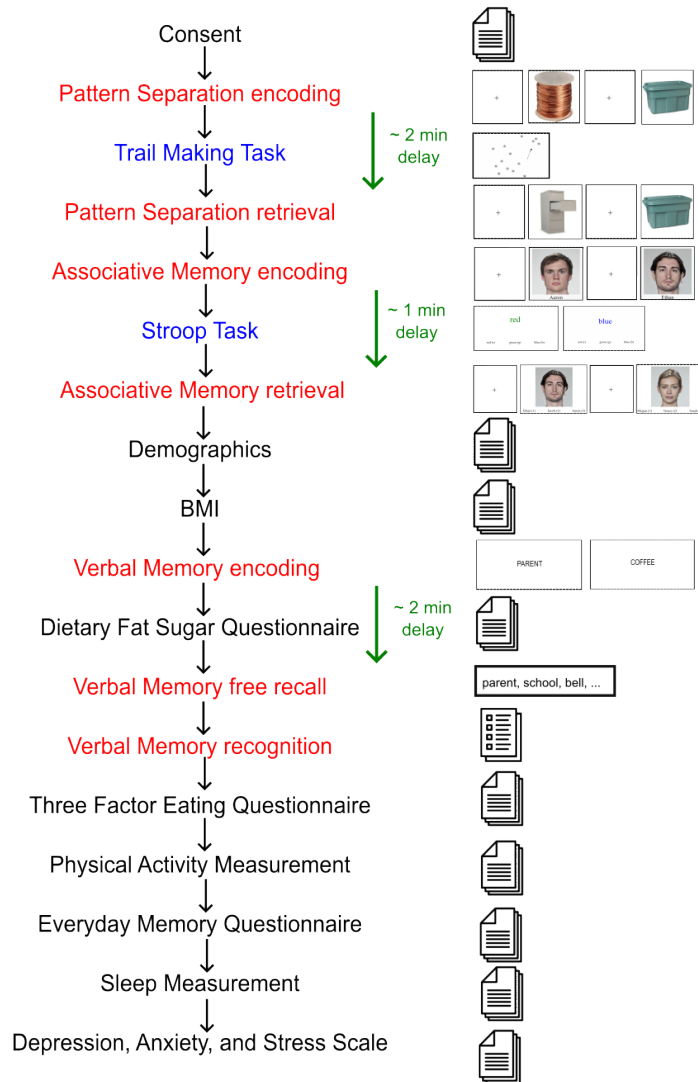 Consent
Pattern Separation encoding
~ 2 min
delay
Trail Making Task
Pattern Separation retrieval
Associative Memory encoding
Aaron
Ethan
~ 1 min
delay
Stroop Task
red
blue
Associative Memory retrieval
Demographics
BMI
Verbal Memory encoding
PARENT
COFFEE
~ 2 min
delay
Dietary Fat Sugar Questionnaire
Verbal Memory free recall
parent, school, bell, ...
Verbal Memory recognition
Three Factor Eating Questionnaire
Physical Activity Measurement
Everyday Memory Questionnaire
Sleep Measurement
Depression, Anxiety, and Stress Scale